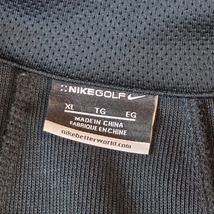 NIKEGOLF
XL TG EG
MADE IN CHINA
FABRIQUE EN CHINE
nikebetterworld.com